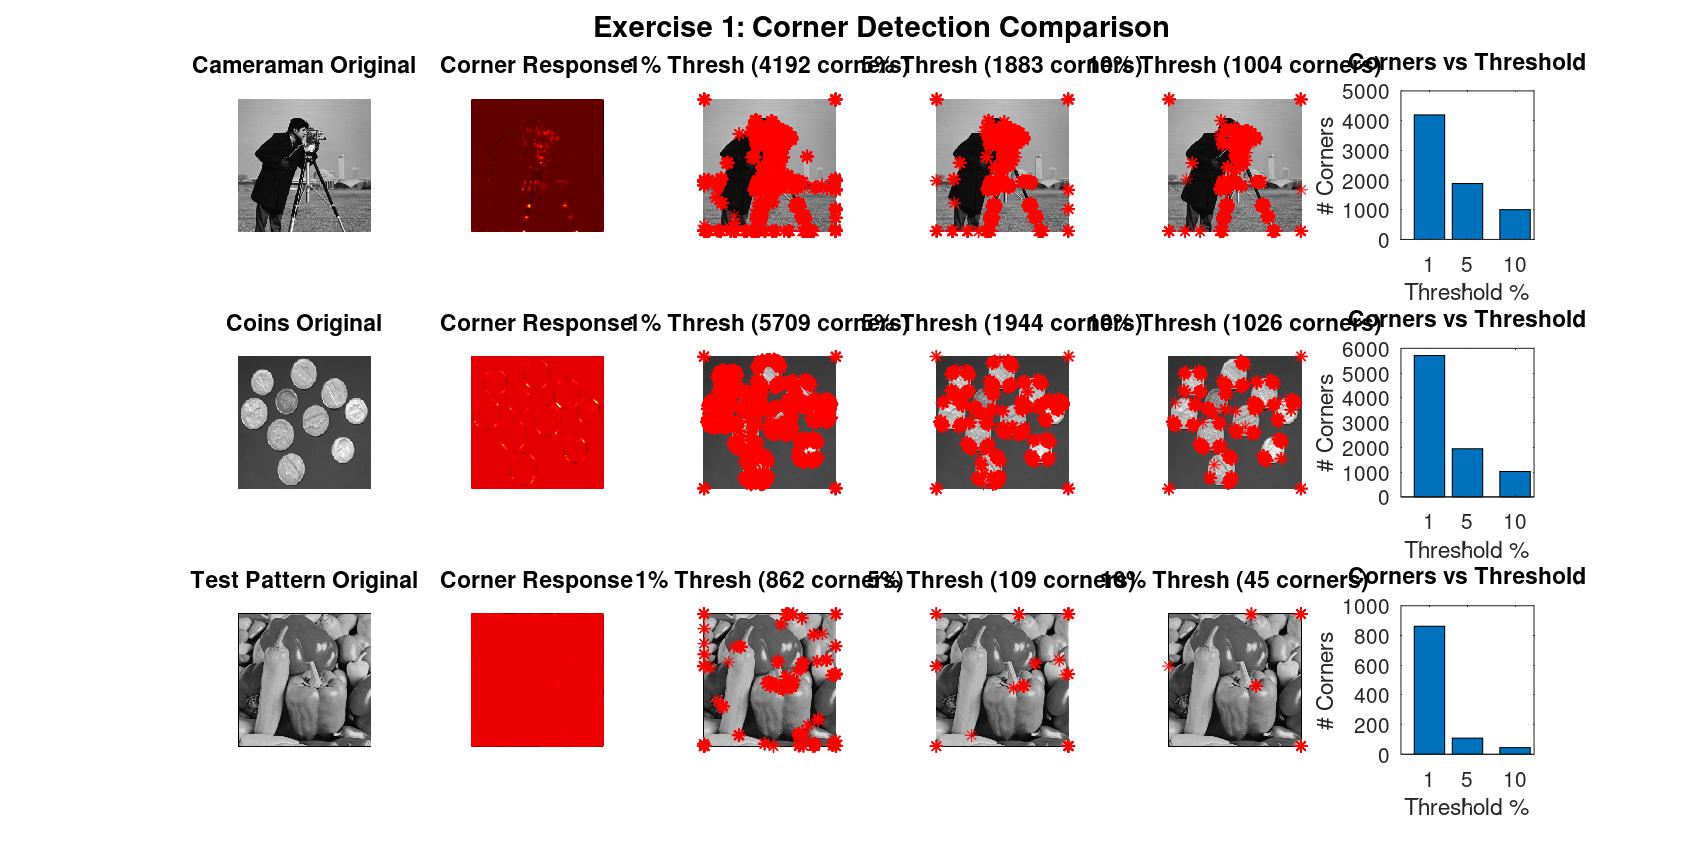 Exercise 1: Corner Detection Comparison
Cameraman Original
Corner Response
1% Thresh (4192 corners)
5% Thresh (1883 corners)
10% Thresh (1004 corners)
Corners vs Threshold
# Corners
5000
4000
3000
2000
1000
0
1 5 10
Threshold %
Coins Original
Corner Response
1% Thresh (5709 corners)
5% Thresh (1944 corners)
10% Thresh (1026 corners)
Corners vs Threshold
# Corners
6000
5000
4000
3000
2000
1000
0
1 5 10
Threshold %
Test Pattern Original
Corner Response
1% Thresh (862 corners)
5% Thresh (109 corners)
10% Thresh (45 corners)
Corners vs Threshold
# Corners
1000
800
600
400
200
0
1 5 10
Threshold %